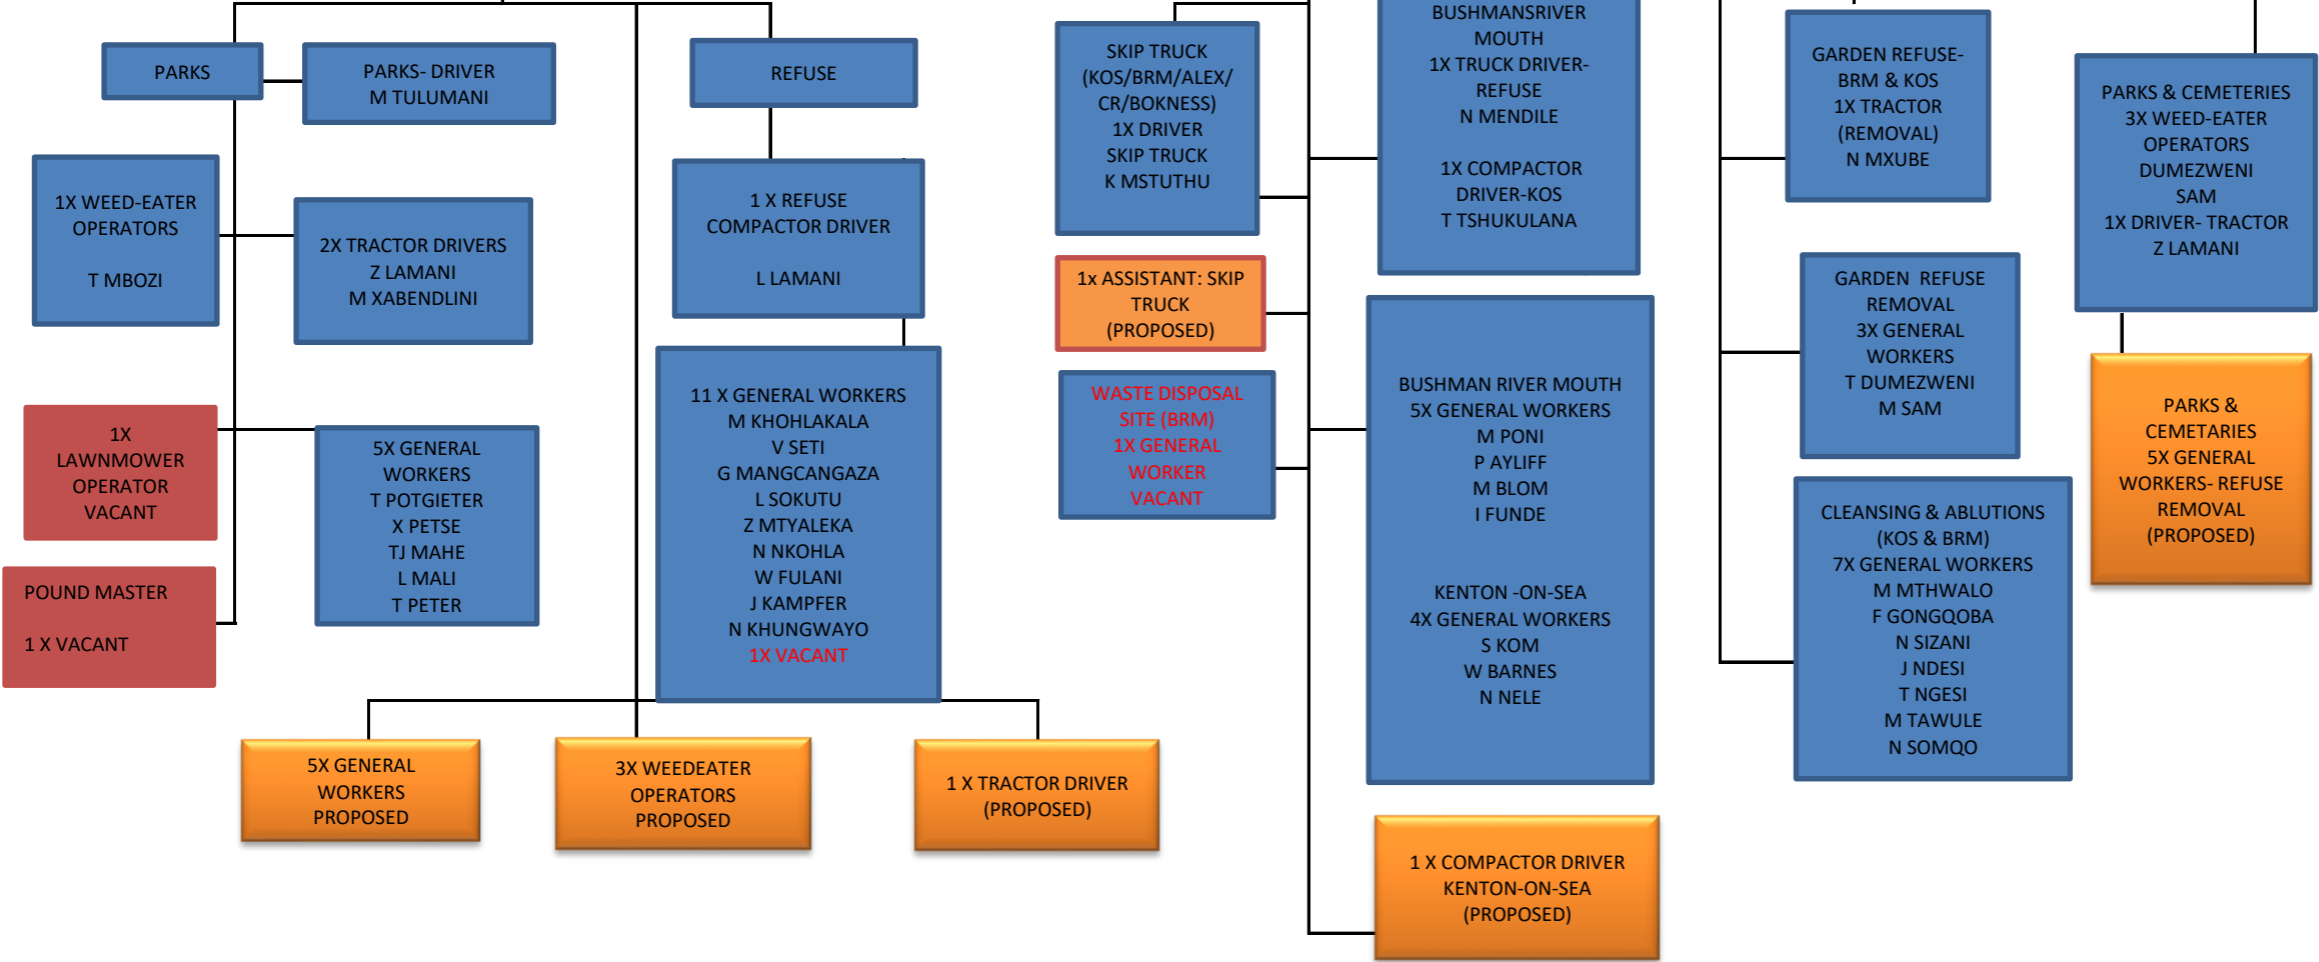 PARKS
PARKS- DRIVER
M TULUMANI
REFUSE
1X WEED-EATER
OPERATORS
T MBOZI
2X TRACTOR DRIVERS
Z LAMANI
M XABENDLINI
1 X REFUSE
COMPACTOR DRIVER
L LAMANI
1X
LAWNMOWER
OPERATOR
VACANT
5X GENERAL
WORKERS
T POTGIETER
X PETSE
TJ MAHE
L MALI
T PETER
11 X GENERAL WORKERS
M KHOHLAKALA
V SETI
G MANGCANGAZA
L SOKUTU
Z MTYALEKA
N NKOHLA
W FULANI
J KAMPFER
N KHUNGWAYO
1X VACANT
POUND MASTER
1 X VACANT
5X GENERAL
WORKERS
PROPOSED
3X WEEDEATER
OPERATORS
PROPOSED
1 X TRACTOR DRIVER
(PROPOSED)
SKIP TRUCK
(KOS/BRM/ALEX/
CR/BOKNESS)
1X DRIVER
SKIP TRUCK
K MSTUTHU
1x ASSISTANT: SKIP
TRUCK
(PROPOSED)
WASTE DISPOSAL
SITE (BRM)
1X GENERAL
WORKER
VACANT
BUSHMANSRIVER
MOUTH
1X TRUCK DRIVER-
REFUSE
N MENDILE
1X COMPACTOR
DRIVER-KOS
T TSHUKULANA
BUSHMAN RIVER MOUTH
5X GENERAL WORKERS
M PONI
P AYLIFF
M BLOM
I FUNDE
KENTON -ON-SEA
4X GENERAL WORKERS
S KOM
W BARNES
N NELE
1 X COMPACTOR DRIVER
KENTON-ON-SEA
(PROPOSED)
GARDEN REFUSE-
BRM & KOS
1X TRACTOR
(REMOVAL)
N MXUBE
GARDEN  REFUSE
REMOVAL
3X GENERAL
WORKERS
T DUMEZWENI
M SAM
CLEANSING & ABLUTIONS
(KOS & BRM)
7X GENERAL WORKERS
M MTHWALO
F GONGQOBA
N SIZANI
J NDESI
T NGESI
M TAWULE
N SOMQO
PARKS & CEMETERIES
3X WEED-EATER
OPERATORS
DUMEZWENI
SAM
1X DRIVER- TRACTOR
Z LAMANI
PARKS &
CEMETARIES
5X GENERAL
WORKERS- REFUSE
REMOVAL
(PROPOSED)